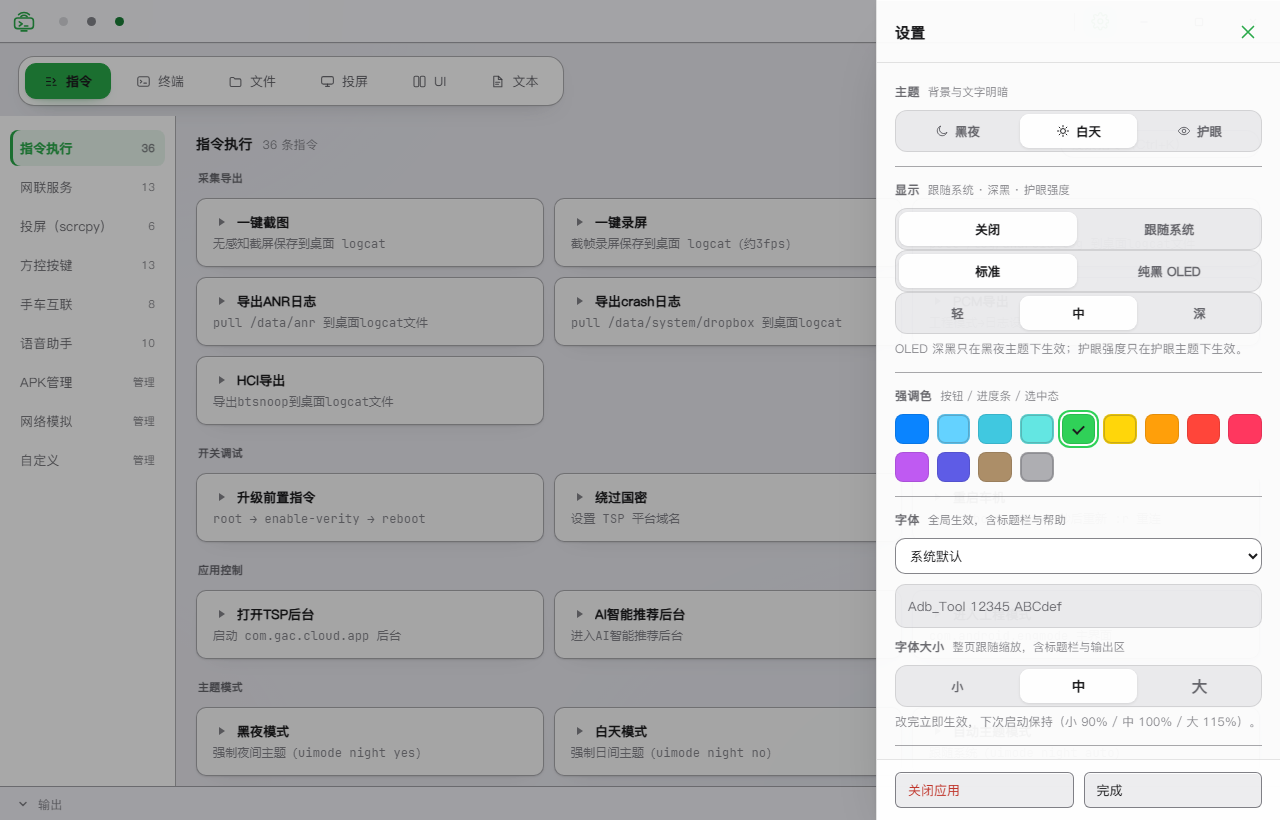 指令
终端
文件
投屏
UI
文本
指令执行 36
网联服务 13
投屏（scrcpy） 6
方控按键 13
手车互联 8
语音助手 10
APK管理 管理
网络模拟 管理
自定义 管理
指令执行 36 条指令
采集导出
一键截图
无感知截屏保存到桌面 logcat
一键录屏
截帧录屏保存到桌面 logcat（约3fps）
导出ANR日志
pull /data/anr 到桌面logcat文件
导出crash日志
pull /data/system/dropbox 到桌面logcat
HCI导出
导出btsnoop到桌面logcat文件
开关调试
升级前置指令
root → enable-verity → reboot
绕过国密
设置 TSP 平台域名
应用控制
打开TSP后台
启动 com.gac.cloud.app 后台
AI智能推荐后台
进入AI智能推荐后台
主题模式
黑夜模式
强制夜间主题（uimode night yes）
白天模式
强制日间主题（uimode night no）
输出
设置
主题 背景与文字明暗
黑夜
白天
护眼
显示 跟随系统 · 深黑 · 护眼强度
关闭
跟随系统
标准
纯黑 OLED
轻
中
深
OLED 深黑只在黑夜主题下生效；护眼强度只在护眼主题下生效。
强调色 按钮 / 进度条 / 选中态
字体 全局生效，含标题栏与帮助
系统默认
Adb_Tool 12345 ABCdef
字体大小 整页跟随缩放，含标题栏与输出区
小
中
大
改完立即生效，下次启动保持（小 90% / 中 100% / 大 115%）。
关闭应用
完成